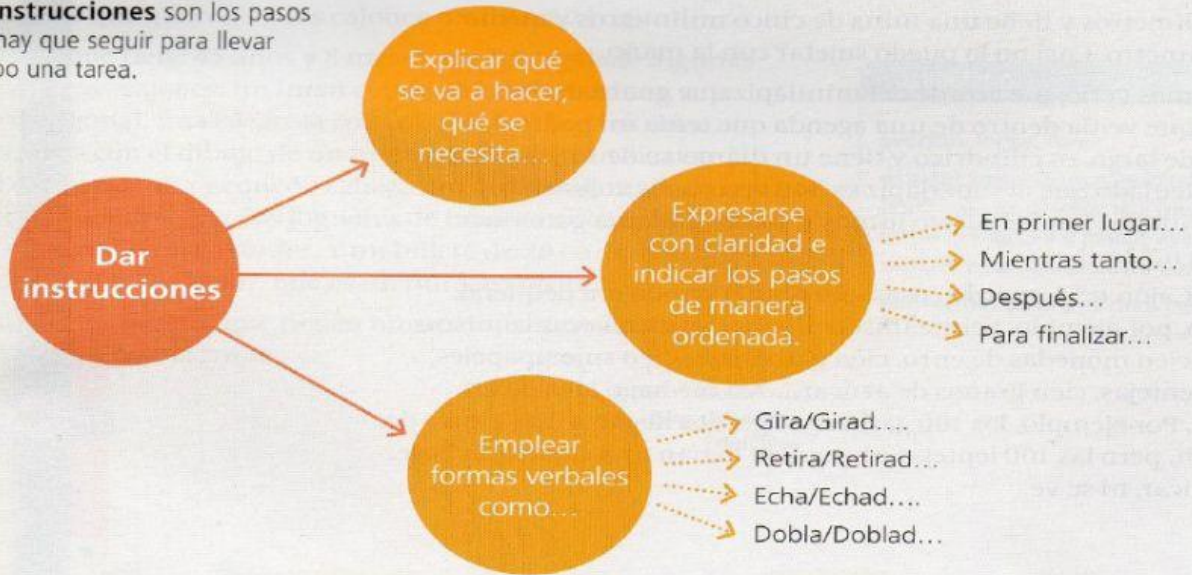 nstrucciones son los pasos
hay que seguir para llevar
bo una tarea.
Explicar qué
se va a hacer,
qué se
necesita...
Dar
instrucciones
Expresarse
con claridad e
indicar los pasos
de manera
ordenada.
En primer lugar...
Mientras tanto...
Después...
Para finalizar...
Emplear
formas verbales
como...
Gira/Girad...
Retira/Retirad...
Echa/Echad....
Dobla/Doblad...